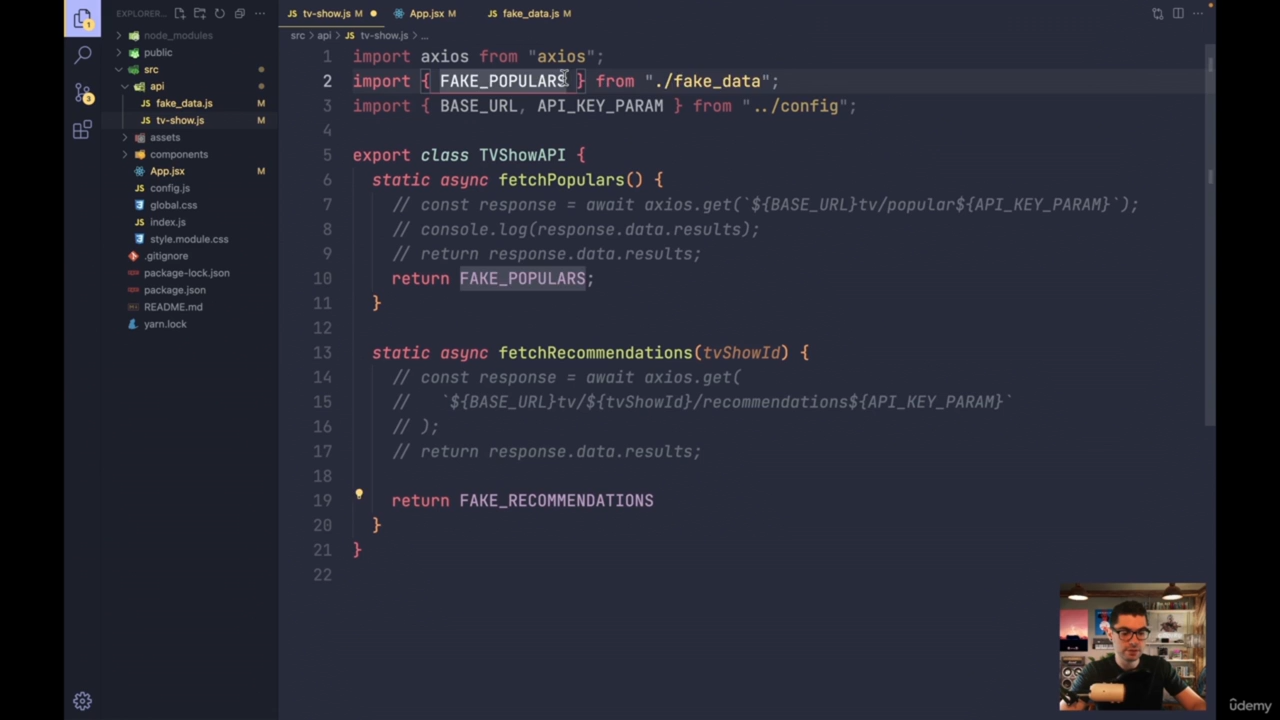 EXPLORER...
tv-show.js M
App.jsx M
fake_data.js M
src > api > JS tv-show.js > ...
node_modules
public
src
api
JS fake_data.js M
JS tv-show.js M
assets
components
App.jsx M
JS config.js
global.css
JS index.js
style.module.css
.gitignore
package-lock.json
package.json
README.md
yarn.lock
1
3
1 import axios from "axios";
2 import { FAKE_POPULARS } from "./fake_data";
3 import { BASE_URL, API_KEY_PARAM } from "../config";
4
5 export class TVShowAPI {
6 static async fetchPopulars() {
7 // const response = await axios.get(`${BASE_URL}tv/popular${API_KEY_PARAM}`);
8 // console.log(response.data.results);
9 // return response.data.results;
10 return FAKE_POPULARS;
11 }
12
13 static async fetchRecommendations(tvShowId) {
14 // const response = await axios.get(
15 // `${BASE_URL}tv/${tvShowId}/recommendations${API_KEY_PARAM}`
16 // );
17 // return response.data.results;
18
19 return FAKE_RECOMMENDATIONS
20 }
21 }
22
udemy